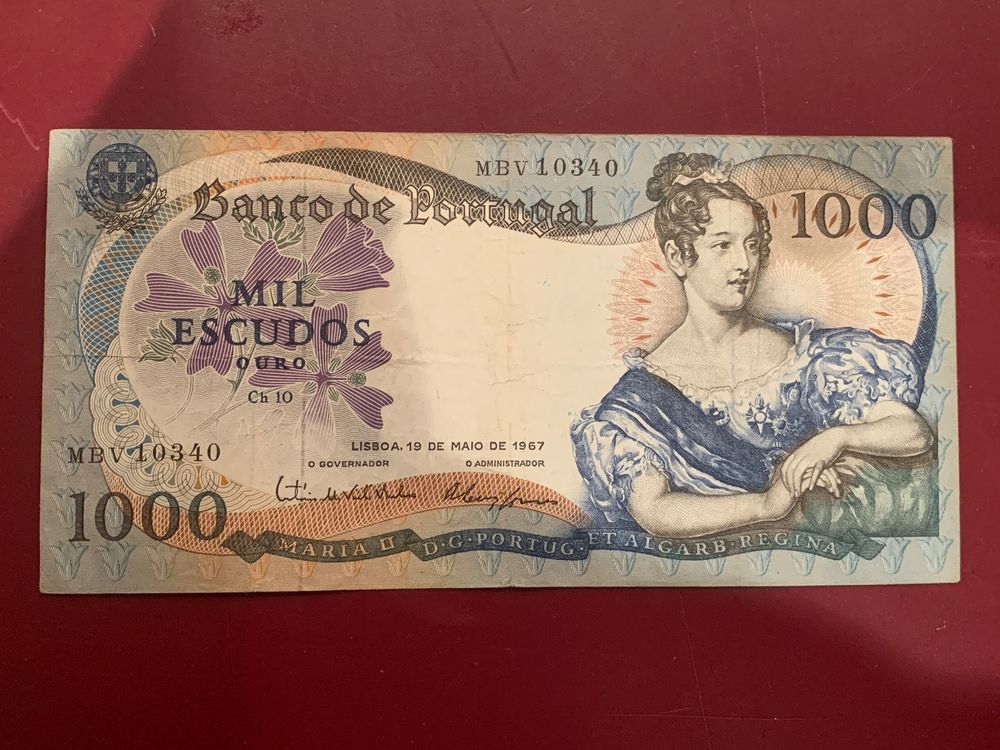 MBV 10340
Banco de Portugal
1000
MIL
ESCUDOS
OURO
Ch 10
LISBOA, 19 DE MAIO DE 1967
MBV 10340
O GOVERNADOR
O ADMINISTRADOR
1000
MARIA II D·G·PORTUG·ET ALGARB·REGINA